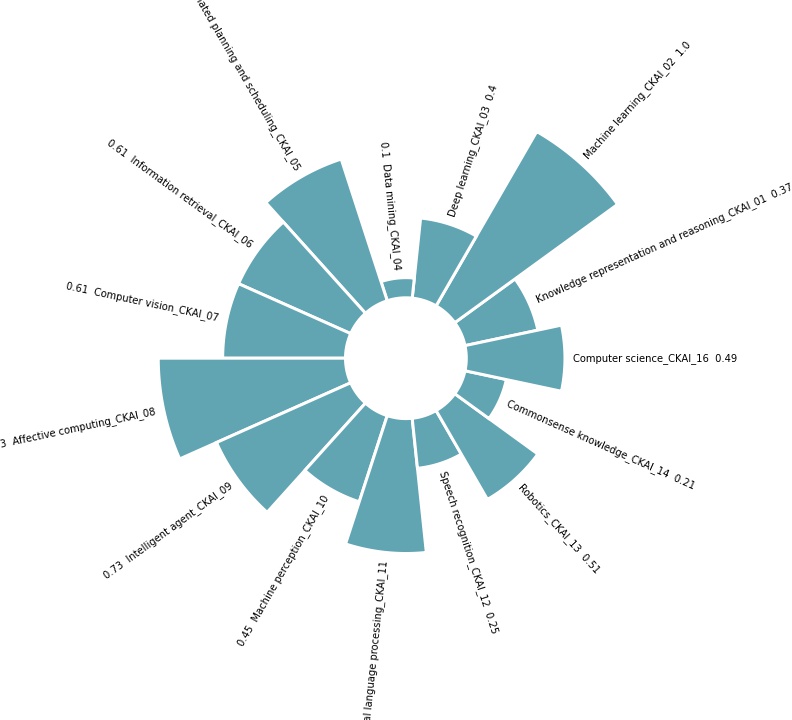 planning and scheduling_CKAI_05
Machine learning_CKAI_02 1.0
Deep learning_CKAI_03 0.4
0.1 Data mining_CKAI_04
0.61 Information retrieval_CKAI_06
Knowledge representation and reasoning_CKAI_01 0.37
0.61 Computer vision_CKAI_07
Computer science_CKAI_16 0.49
3 Affective computing_CKAI_08
Commonsense knowledge_CKAI_14 0.21
0.73 Intelligent agent_CKAI_09
Robotics_CKAI_13 0.51
0.45 Machine perception_CKAI_10
Speech recognition_CKAI_12 0.25
language processing_CKAI_11